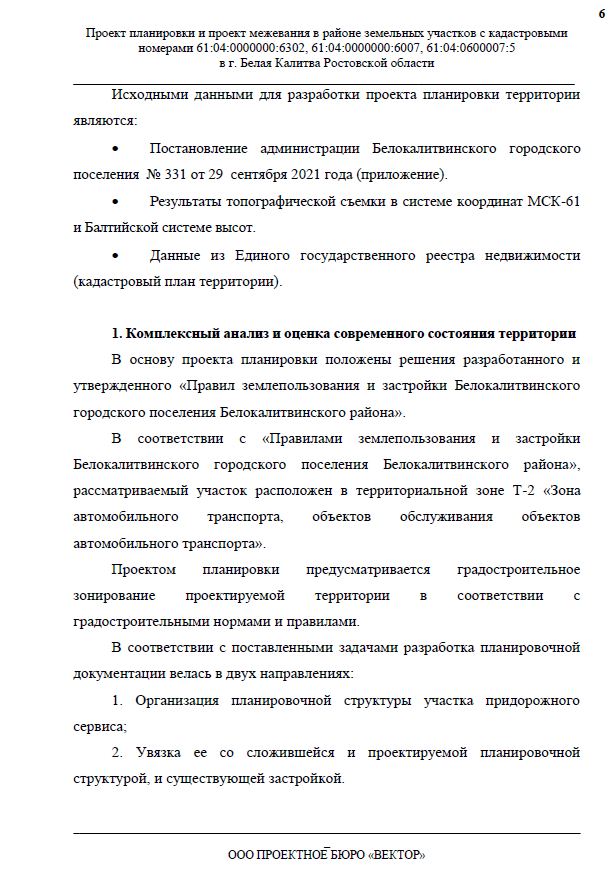 6
Проект планировки и проект межевания в районе земельных участков с кадастровыми
номерами 61:04:0000000:6302, 61:04:0000000:6007, 61:04:0600007:5
в г. Белая Калитва Ростовской области
Исходными данными для разработки проекта планировки территории
являются:
• Постановление администрации Белокалитвинского городского
поселения № 331 от 29 сентября 2021 года (приложение).
• Результаты топографической съемки в системе координат МСК-61
и Балтийской системе высот.
• Данные из Единого государственного реестра недвижимости
(кадастровый план территории).
1. Комплексный анализ и оценка современного состояния территории
В основу проекта планировки положены решения разработанного и
утвержденного «Правил землепользования и застройки Белокалитвинского
городского поселения Белокалитвинского района».
В соответствии с «Правилами землепользования и застройки
Белокалитвинского городского поселения Белокалитвинского района»,
рассматриваемый участок расположен в территориальной зоне Т-2 «Зона
автомобильного транспорта, объектов обслуживания объектов
автомобильного транспорта».
Проектом планировки предусматривается градостроительное
зонирование проектируемой территории в соответствии с
градостроительными нормами и правилами.
В соответствии с поставленными задачами разработка планировочной
документации велась в двух направлениях:
1. Организация планировочной структуры участка придорожного
сервиса;
2. Увязка ее со сложившейся и проектируемой планировочной
структурой, и существующей застройкой.
ООО ПРОЕКТНОЕ БЮРО «ВЕКТОР»